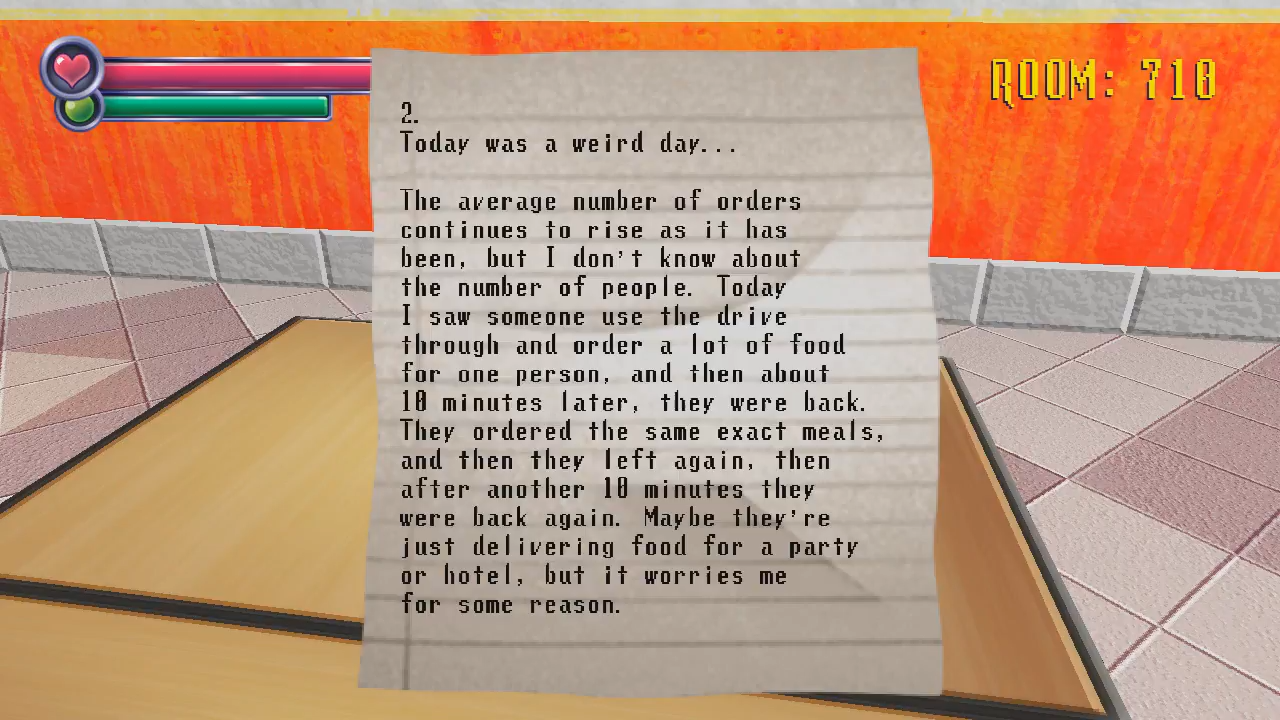 ROOM: 710
2.
Today was a weird day...
The average number of orders
continues to rise as it has
been, but I don't know about
the number of people. Today
I saw someone use the drive
through and order a lot of food
for one person, and then about
10 minutes later, they were back.
They ordered the same exact meals,
and then they left again, then
after another 10 minutes they
were back again. Maybe they're
just delivering food for a party
or hotel, but it worries me
for some reason.